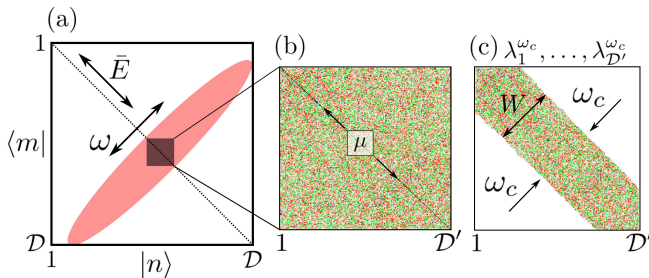 (a)
1
Ē
ω
⟨m|
𝒟
1
|n⟩
𝒟
(b)
μ
1
𝒟′
(c) λ₁^{ω_c}, . . . , λ_{𝒟′}^{ω_c}
W
ω_c
ω_c
1
𝒟′